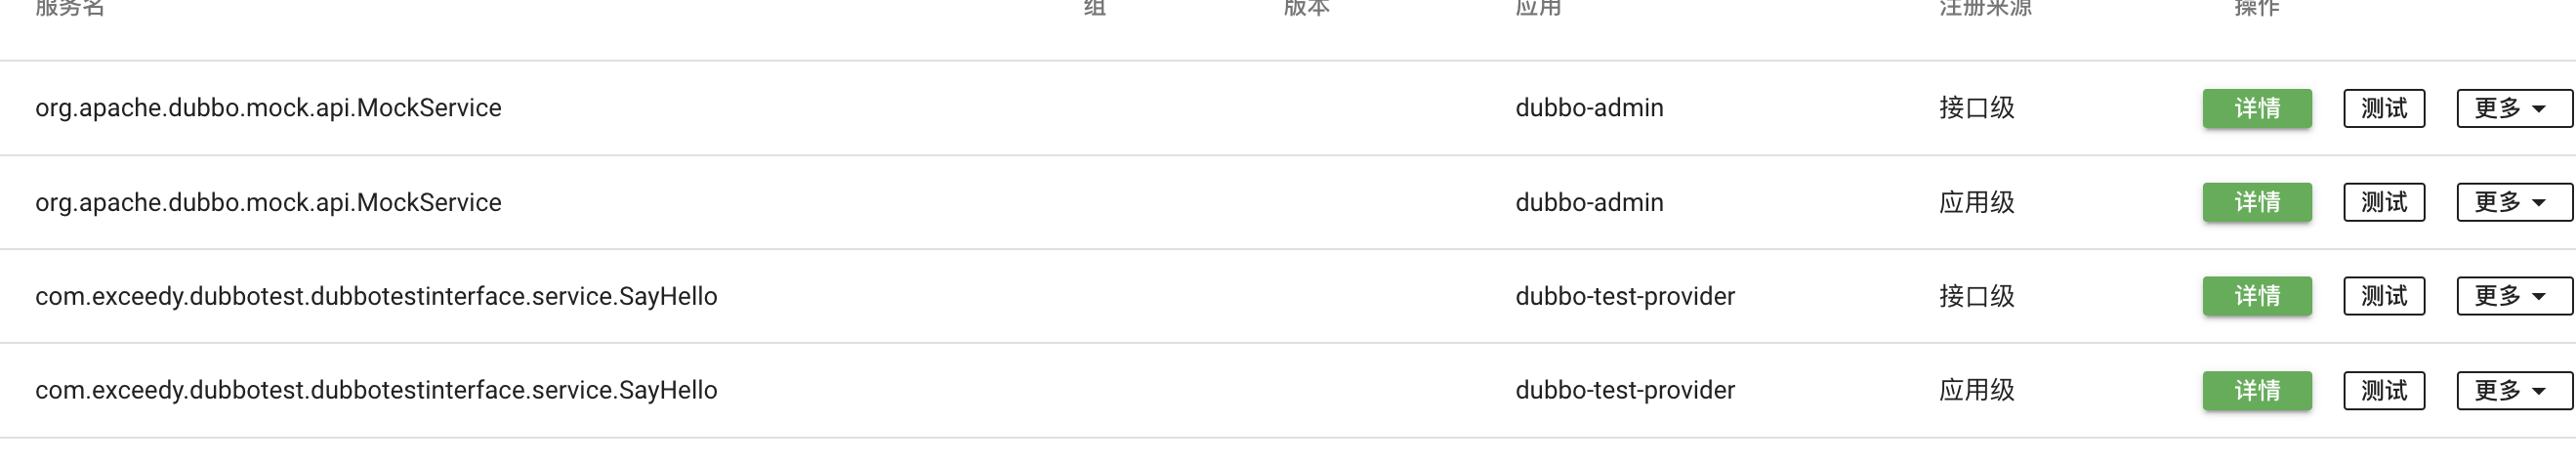 服务名 组 版本 应用 注册来源 操作
org.apache.dubbo.mock.api.MockService dubbo-admin 接口级 详情 测试 更多
org.apache.dubbo.mock.api.MockService dubbo-admin 应用级 详情 测试 更多
com.exceedy.dubbotest.dubbotestinterface.service.SayHello dubbo-test-provider 接口级 详情 测试 更多
com.exceedy.dubbotest.dubbotestinterface.service.SayHello dubbo-test-provider 应用级 详情 测试 更多